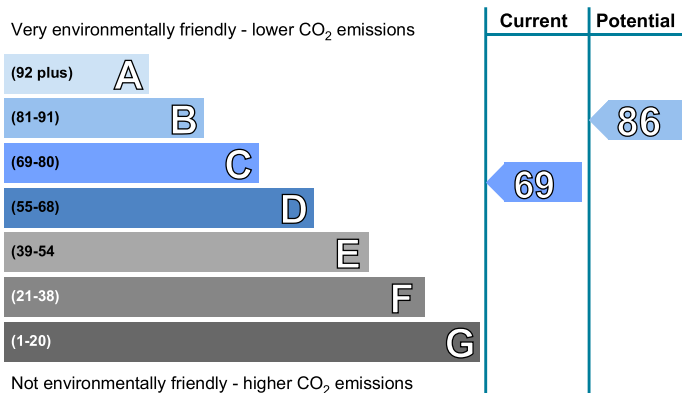 Very environmentally friendly - lower CO2 emissions
Current
Potential
(92 plus) A
(81-91) B
(69-80) C
(55-68) D
(39-54 E
(21-38) F
(1-20) G
86
69
Not environmentally friendly - higher CO2 emissions